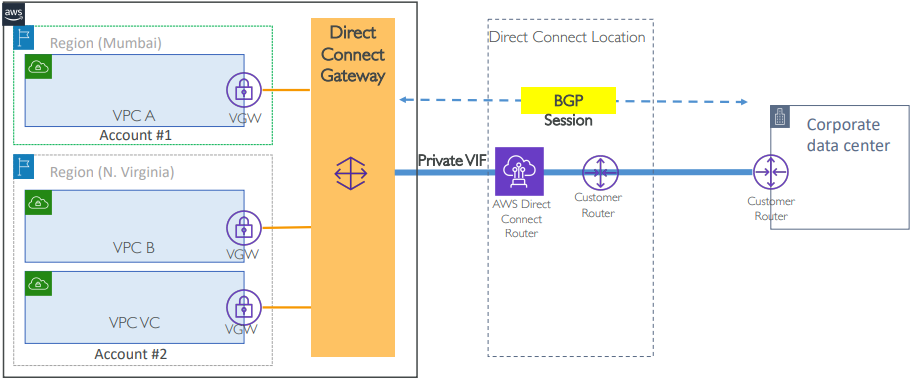 aws
Region (Mumbai)
VPC A
VGW
Account #1
Region (N. Virginia)
VPC B
VGW
VPC VC
VGW
Account #2
Direct
Connect
Gateway
Private VIF
Direct Connect Location
BGP
Session
AWS Direct
Connect
Router
Customer
Router
Corporate
data center
Customer
Router